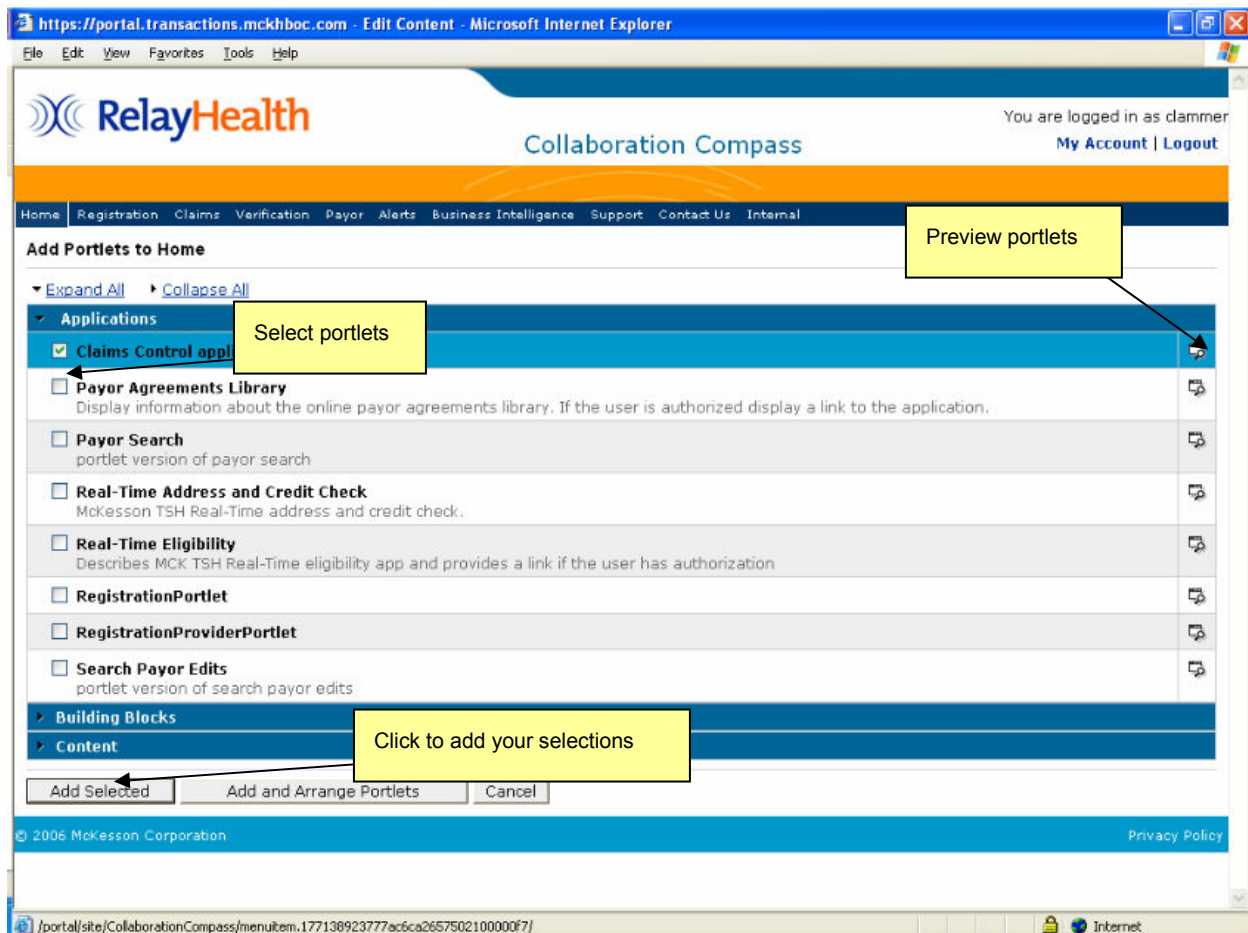 https://portal.transactions.mckhboc.com - Edit Content - Microsoft Internet Explorer
File Edit View Favorites Tools Help
RelayHealth
Collaboration Compass
You are logged in as clammer
My Account | Logout
Home Registration Claims Verification Payor Alerts Business Intelligence Support Contact Us Internal
Add Portlets to Home
Preview portlets
Expand All Collapse All
Applications
Select portlets
Claims Control appli
Payor Agreements Library
Display information about the online payor agreements library. If the user is authorized display a link to the application.
Payor Search
portlet version of payor search
Real-Time Address and Credit Check
McKesson TSH Real-Time address and credit check.
Real-Time Eligibility
Describes MCK TSH Real-Time eligibility app and provides a link if the user has authorization
RegistrationPortlet
RegistrationProviderPortlet
Search Payor Edits
portlet version of search payor edits
Building Blocks
Content
Click to add your selections
Add Selected Add and Arrange Portlets Cancel
© 2006 McKesson Corporation Privacy Policy
Internet